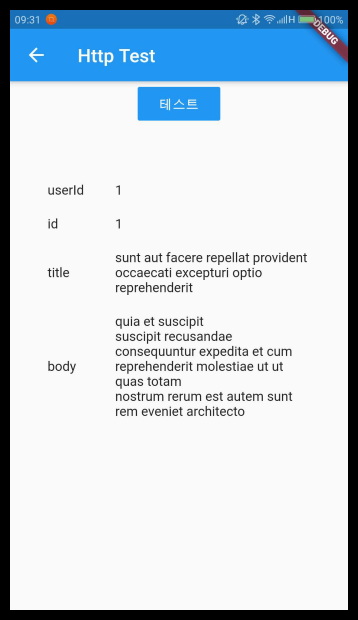 09:31 H 100%
DEBUG
Http Test
테스트
userId 1
id 1
title sunt aut facere repellat provident
occaecati excepturi optio
reprehenderit
quia et suscipit
suscipit recusandae
consequuntur expedita et cum
body reprehenderit molestiae ut ut
quas totam
nostrum rerum est autem sunt
rem eveniet architecto